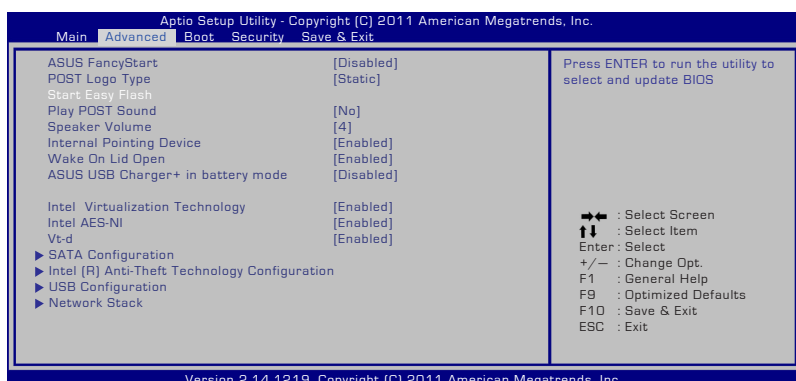 Aptio Setup Utility - Copyright (C) 2011 American Megatrends, Inc.
Main Advanced Boot Security Save & Exit
ASUS FancyStart [Disabled]
POST Logo Type [Static]
Start Easy Flash
Play POST Sound [No]
Speaker Volume [4]
Internal Pointing Device [Enabled]
Wake On Lid Open [Enabled]
ASUS USB Charger+ in battery mode [Disabled]
Intel Virtualization Technology [Enabled]
Intel AES-NI [Enabled]
Vt-d [Enabled]
SATA Configuration
Intel (R) Anti-Theft Technology Configuration
USB Configuration
Network Stack
Press ENTER to run the utility to
select and update BIOS
→← : Select Screen
↑↓ : Select Item
Enter : Select
+/— : Change Opt.
F1 : General Help
F9 : Optimized Defaults
F10 : Save & Exit
ESC : Exit
Version 2.14.1219. Copyright (C) 2011 American Megatrends, Inc.